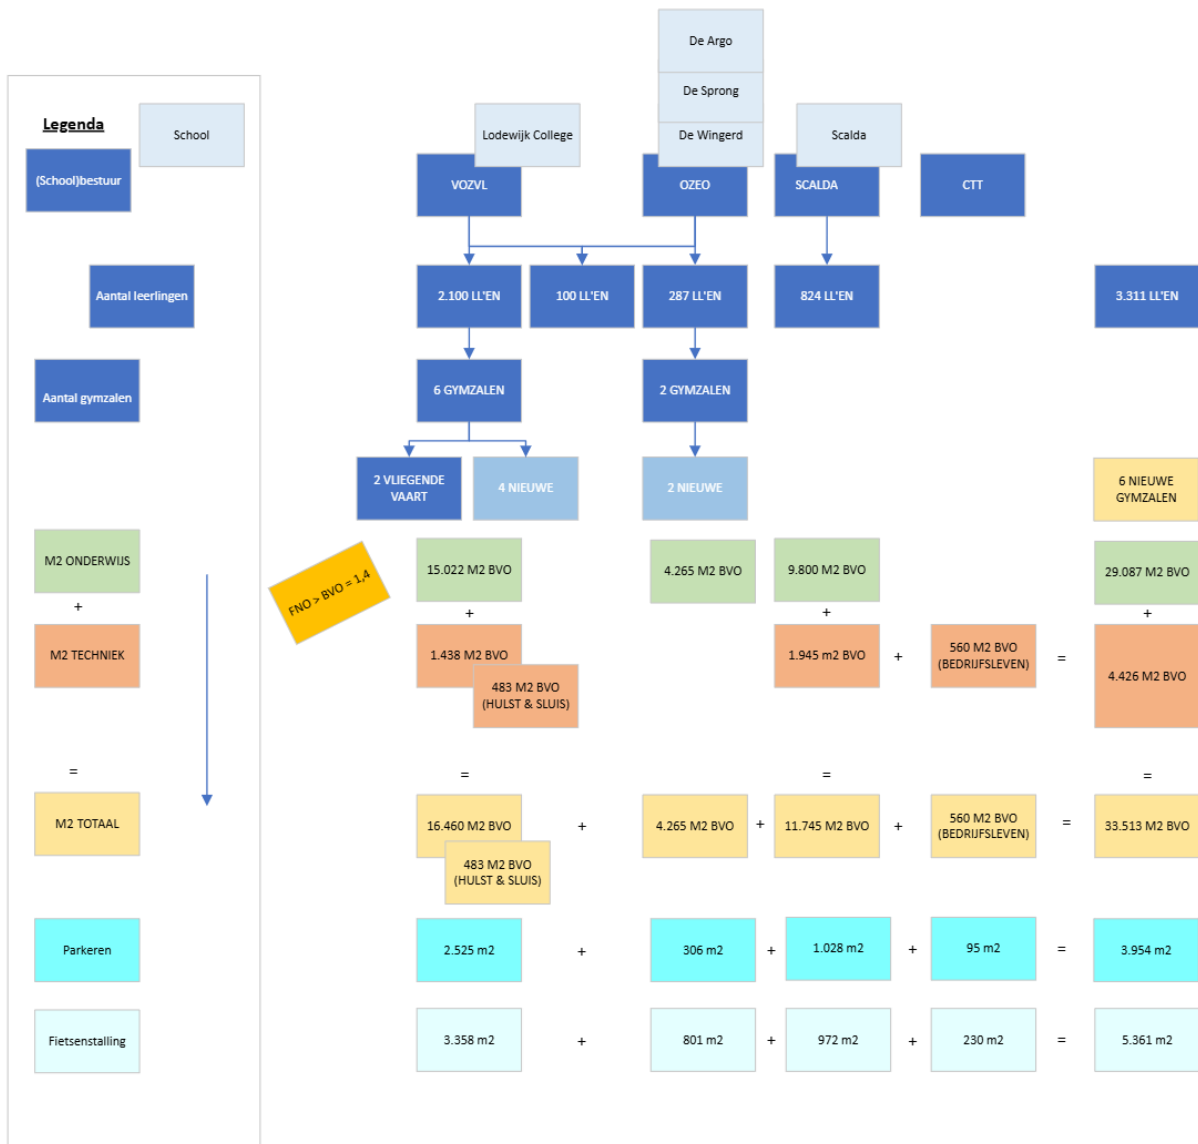 De Argo
De Sprong
De Wingerd
Legenda
School
Lodewijk College
Scalda
(School)bestuur
VOZVL
OZEO
SCALDA
CTT
Aantal leerlingen
2.100 LL'EN
100 LL'EN
287 LL'EN
824 LL'EN
3.311 LL'EN
Aantal gymzalen
6 GYMZALEN
2 GYMZALEN
2 VLIEGENDE
VAART
4 NIEUWE
2 NIEUWE
6 NIEUWE
GYMZALEN
M2 ONDERWIJS
FNO > BVO = 1,4
15.022 M2 BVO
4.265 M2 BVO
9.800 M2 BVO
29.087 M2 BVO
+
+
+
+
M2 TECHNIEK
1.438 M2 BVO
483 M2 BVO
(HULST & SLUIS)
1.945 m2 BVO
+
560 M2 BVO
(BEDRIJFSLEVEN)
=
4.426 M2 BVO
=
=
=
=
M2 TOTAAL
16.460 M2 BVO
483 M2 BVO
(HULST & SLUIS)
+
4.265 M2 BVO
+
11.745 M2 BVO
+
560 M2 BVO
(BEDRIJFSLEVEN)
=
33.513 M2 BVO
Parkeren
2.525 m2
+
306 m2
+
1.028 m2
+
95 m2
=
3.954 m2
Fietsenstalling
3.358 m2
+
801 m2
+
972 m2
+
230 m2
=
5.361 m2